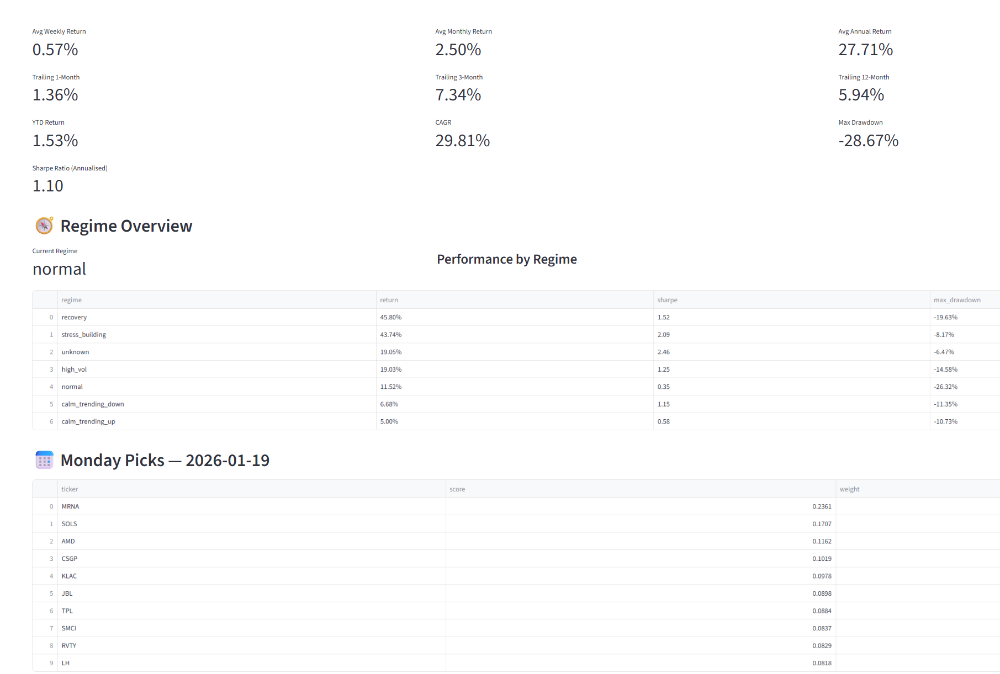 Avg Weekly Return Avg Monthly Return Avg Annual Return
0.57% 2.50% 27.71%
Trailing 1-Month Trailing 3-Month Trailing 12-Month
1.36% 7.34% 5.94%
YTD Return CAGR Max Drawdown
1.53% 29.81% -28.67%
Sharpe Ratio (Annualised)
1.10
Regime Overview
Current Regime
normal
Performance by Regime
regime return sharpe max_drawdown
0 recovery 45.80% 1.52 -19.63%
1 stress_building 43.74% 2.09 -8.17%
2 unknown 19.05% 2.46 -6.47%
3 high_vol 19.03% 1.25 -14.58%
4 normal 11.52% 0.35 -26.32%
5 calm_trending_down 6.68% 1.15 -11.35%
6 calm_trending_up 5.00% 0.58 -10.73%
Monday Picks — 2026-01-19
ticker score weight
0 MRNA 0.2361
1 SOLS 0.1707
2 AMD 0.1162
3 CSGP 0.1019
4 KLAC 0.0978
5 JBL 0.0898
6 TPL 0.0884
7 SMCI 0.0837
8 RVTY 0.0829
9 LH 0.0818